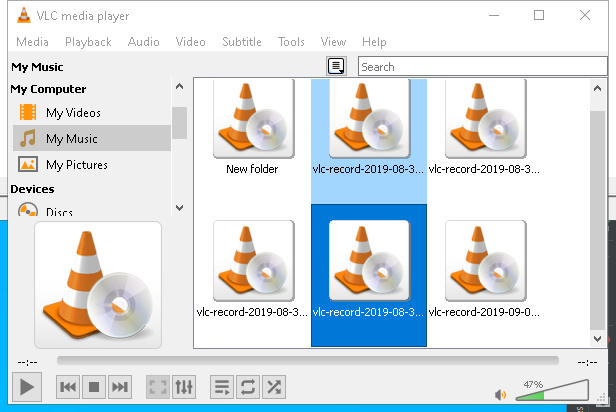 VLC media player
Media Playback Audio Video Subtitle Tools View Help
My Music
Search
My Computer
My Videos
My Music
My Pictures
Devices
Discs
New folder
vlc-record-2019-08-3...
vlc-record-2019-08-3...
vlc-record-2019-08-3...
vlc-record-2019-08-3...
vlc-record-2019-09-0...
--:--
--:--
47%